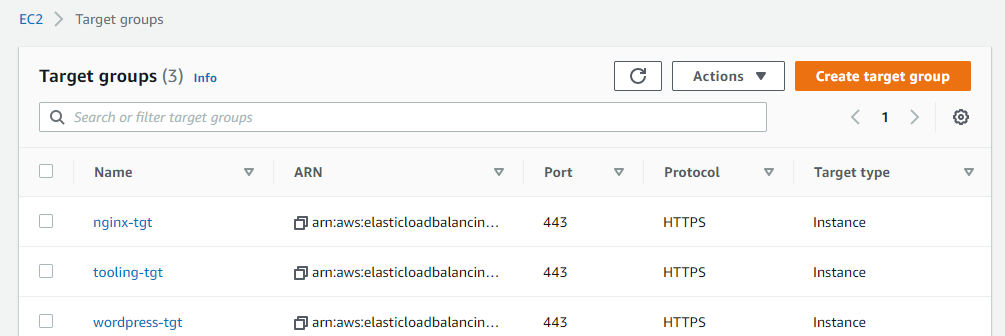 EC2 > Target groups
Target groups (3) Info Actions Create target group
Search or filter target groups 1
Name ARN Port Protocol Target type
nginx-tgt arn:aws:elasticloadbalancin... 443 HTTPS Instance
tooling-tgt arn:aws:elasticloadbalancin... 443 HTTPS Instance
wordpress-tgt arn:aws:elasticloadbalancin... 443 HTTPS Instance